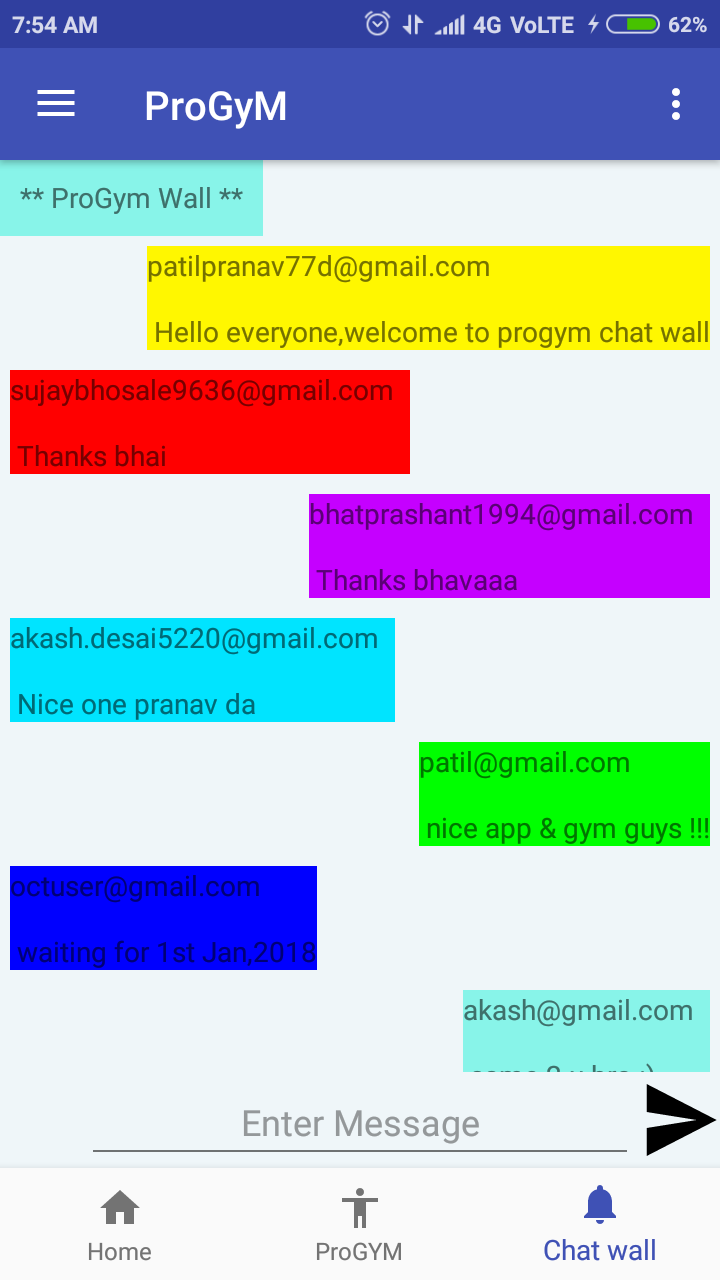 7:54 AM 4G VoLTE 62%
ProGyM
** ProGym Wall **
patilpranav77d@gmail.com
Hello everyone,welcome to progym chat wall
sujaybhosale9636@gmail.com
Thanks bhai
bhatprashant1994@gmail.com
Thanks bhavaaa
akash.desai5220@gmail.com
Nice one pranav da
patil@gmail.com
nice app & gym guys !!!
octuser@gmail.com
waiting for 1st Jan,2018
akash@gmail.com
Enter Message
Home ProGYM Chat wall